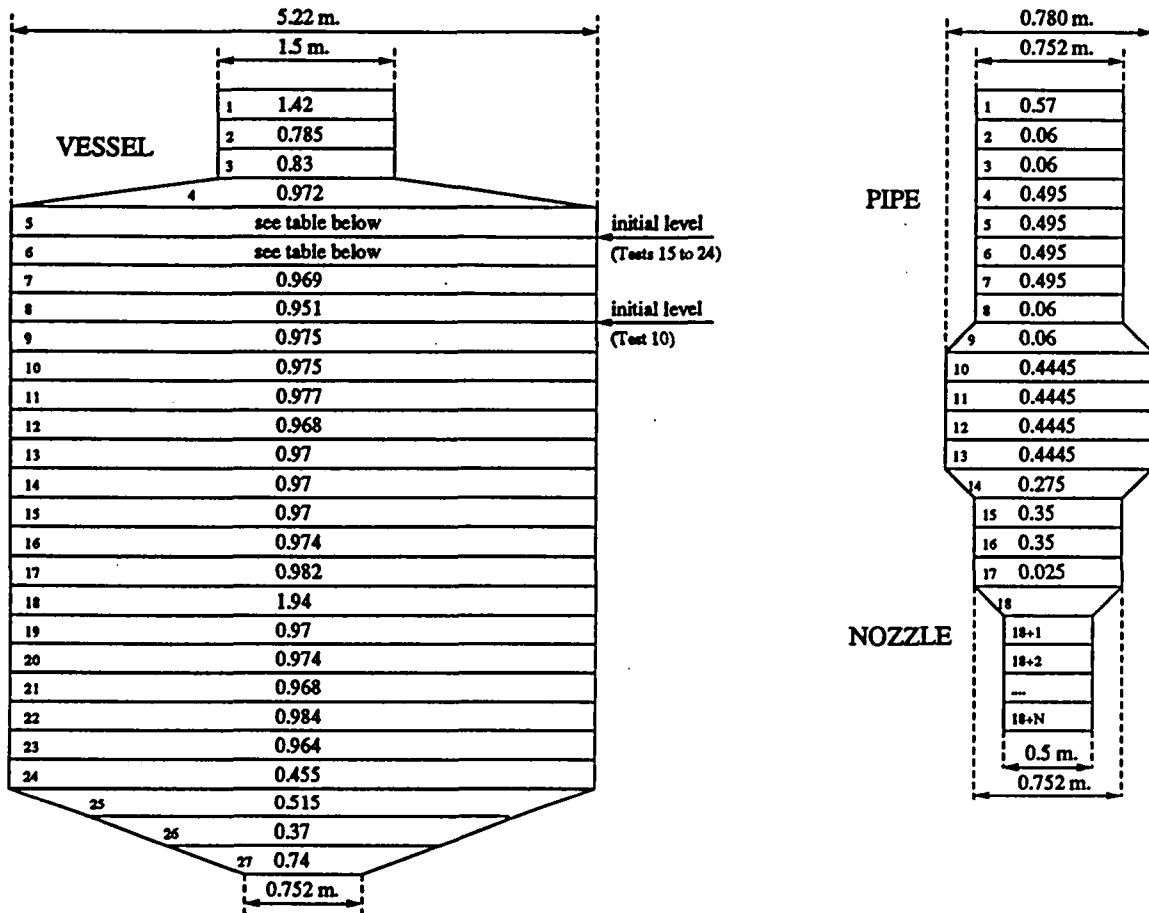 5.22 m.
1.5 m.
VESSEL
1 1.42
2 0.785
3 0.83
4 0.972
5 see table below
6 see table below
7 0.969
8 0.951
9 0.975
10 0.975
11 0.977
12 0.968
13 0.97
14 0.97
15 0.97
16 0.974
17 0.982
18 1.94
19 0.97
20 0.974
21 0.968
22 0.984
23 0.964
24 0.455
25 0.515
26 0.37
27 0.74
0.752 m.
initial level
(Tests 15 to 24)
initial level
(Test 10)
0.780 m.
0.752 m.
PIPE
1 0.57
2 0.06
3 0.06
4 0.495
5 0.495
6 0.495
7 0.495
8 0.06
9 0.06
10 0.4445
11 0.4445
12 0.4445
13 0.4445
14 0.275
15 0.35
16 0.35
17 0.025
18
NOZZLE
18+1
18+2
....
18+N
0.5 m.
0.752 m.